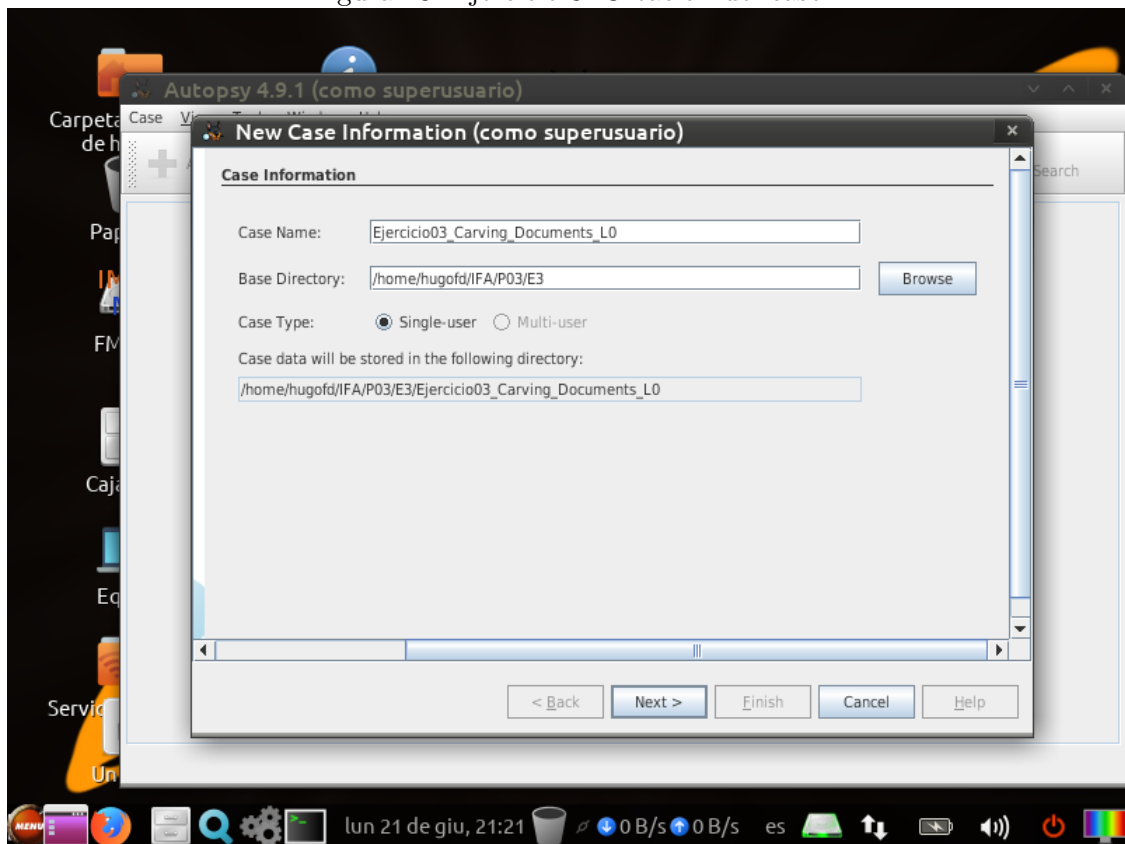 Autopsy 4.9.1 (como superusuario)
Carpeta
de h
Case
New Case Information (como superusuario)
Case Information
Search
Pap
Case Name: Ejercicio03_Carving_Documents_L0
Base Directory: /home/hugofd/IFA/P03/E3 Browse
Case Type: Single-user Multi-user
FM
Case data will be stored in the following directory:
/home/hugofd/IFA/P03/E3/Ejercicio03_Carving_Documents_L0
Caja
Eq
< Back Next > Finish Cancel Help
Servic
Un
MENU lun 21 de giu, 21:21 0 B/s 0 B/s es